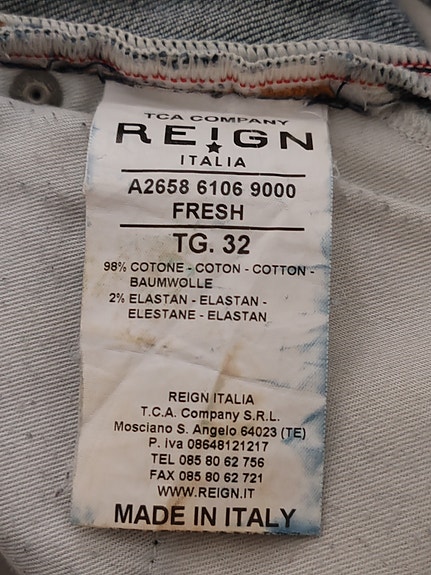 TCA COMPANY
REIGN
ITALIA
A2658 6106 9000
FRESH
TG. 32
98% COTONE - COTON - COTTON -
BAUMWOLLE
2% ELASTAN - ELASTAN -
ELESTANE - ELASTAN
REIGN ITALIA
T.C.A. Company S.R.L.
Mosciano S. Angelo 64023 (TE)
P. Iva 08648121217
TEL 085 80 62 756
FAX 085 80 62 721
WWW.REIGN.IT
MADE IN ITALY